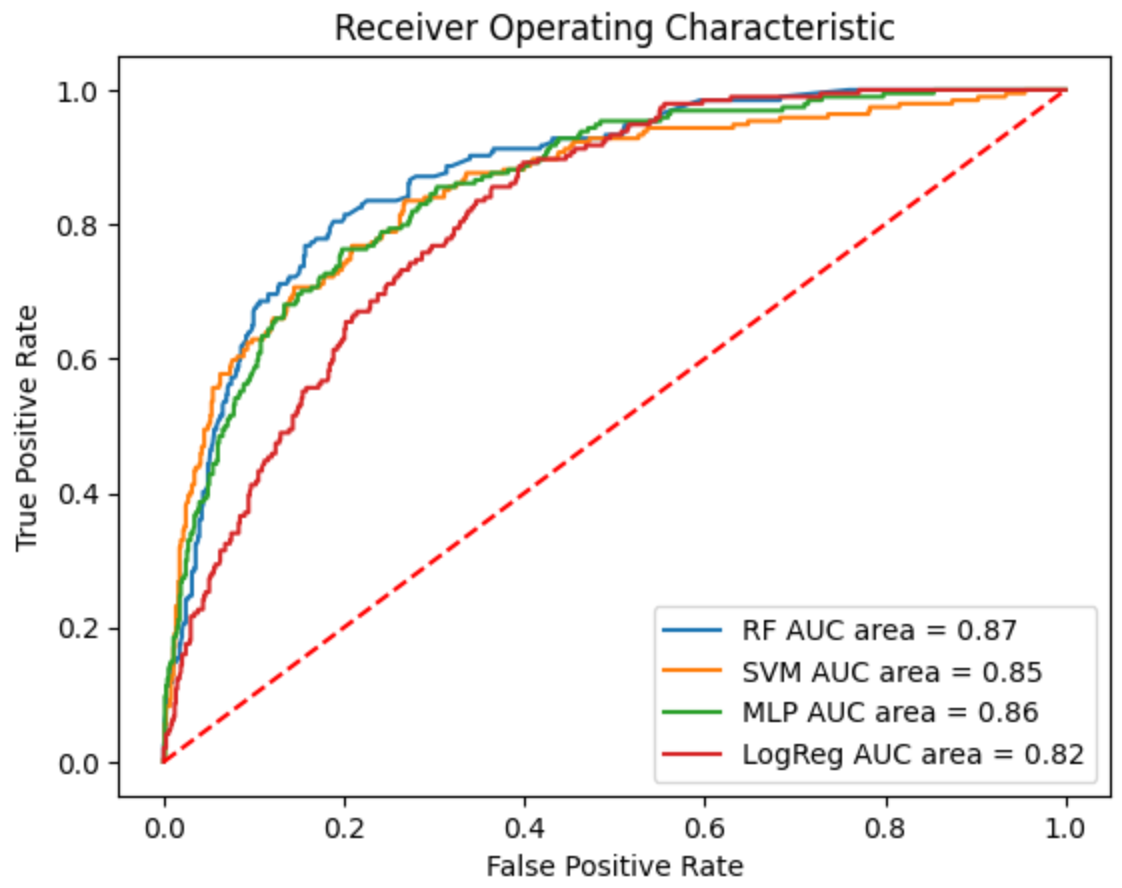 Receiver Operating Characteristic
1.0
0.8
0.6
0.4
0.2
0.0
True Positive Rate
RF AUC area = 0.87
SVM AUC area = 0.85
MLP AUC area = 0.86
LogReg AUC area = 0.82
0.0 0.2 0.4 0.6 0.8 1.0
False Positive Rate